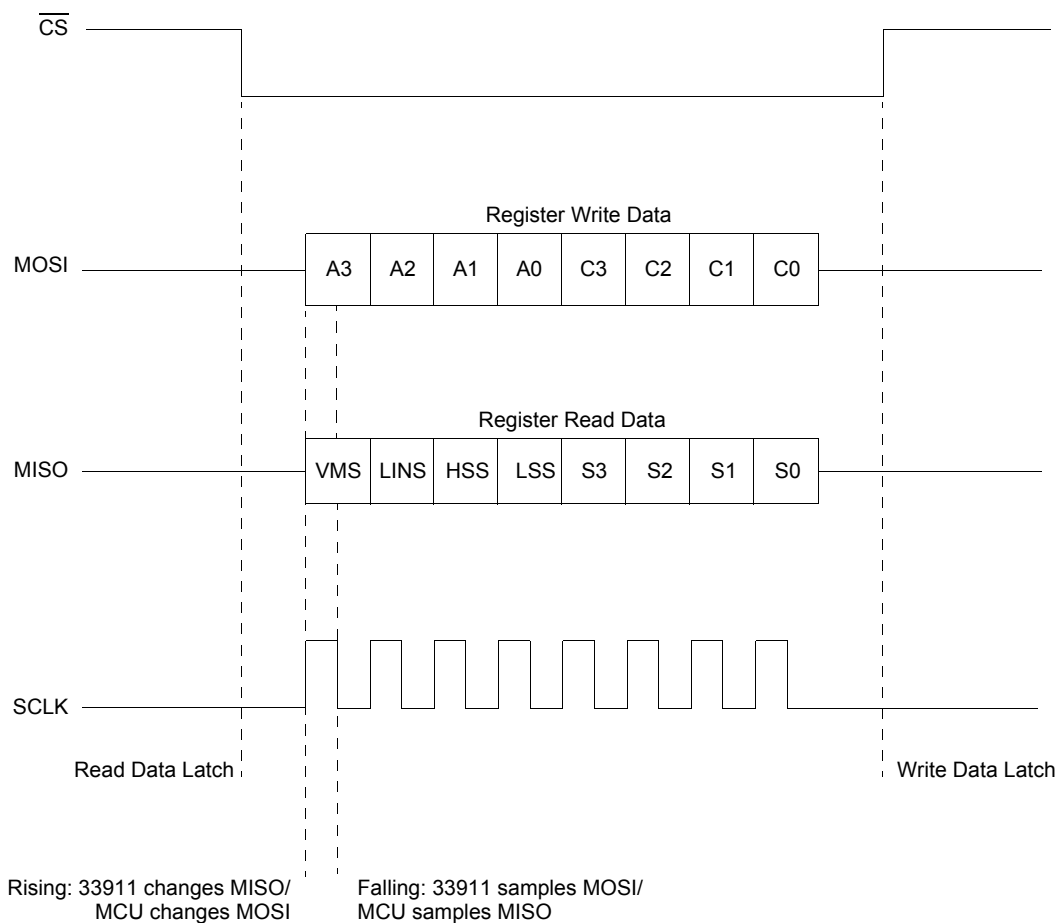 CS
Register Write Data
MOSI A3 A2 A1 A0 C3 C2 C1 C0
Register Read Data
MISO VMS LINS HSS LSS S3 S2 S1 S0
SCLK
Read Data Latch Write Data Latch
Rising: 33911 changes MISO/ Falling: 33911 samples MOSI/
MCU changes MOSI MCU samples MISO